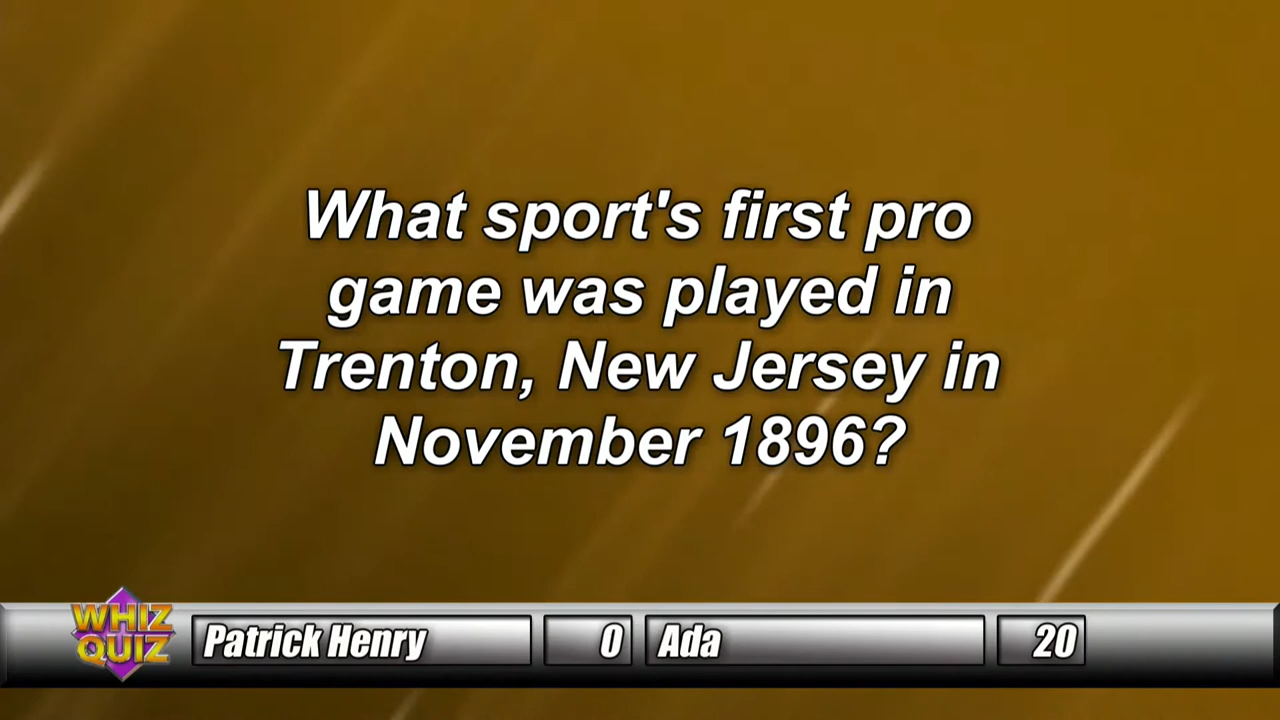 What sport's first pro
game was played in
Trenton, New Jersey in
November 1896?
WHIZ
QUIZ
Patrick Henry 0 Ada 20